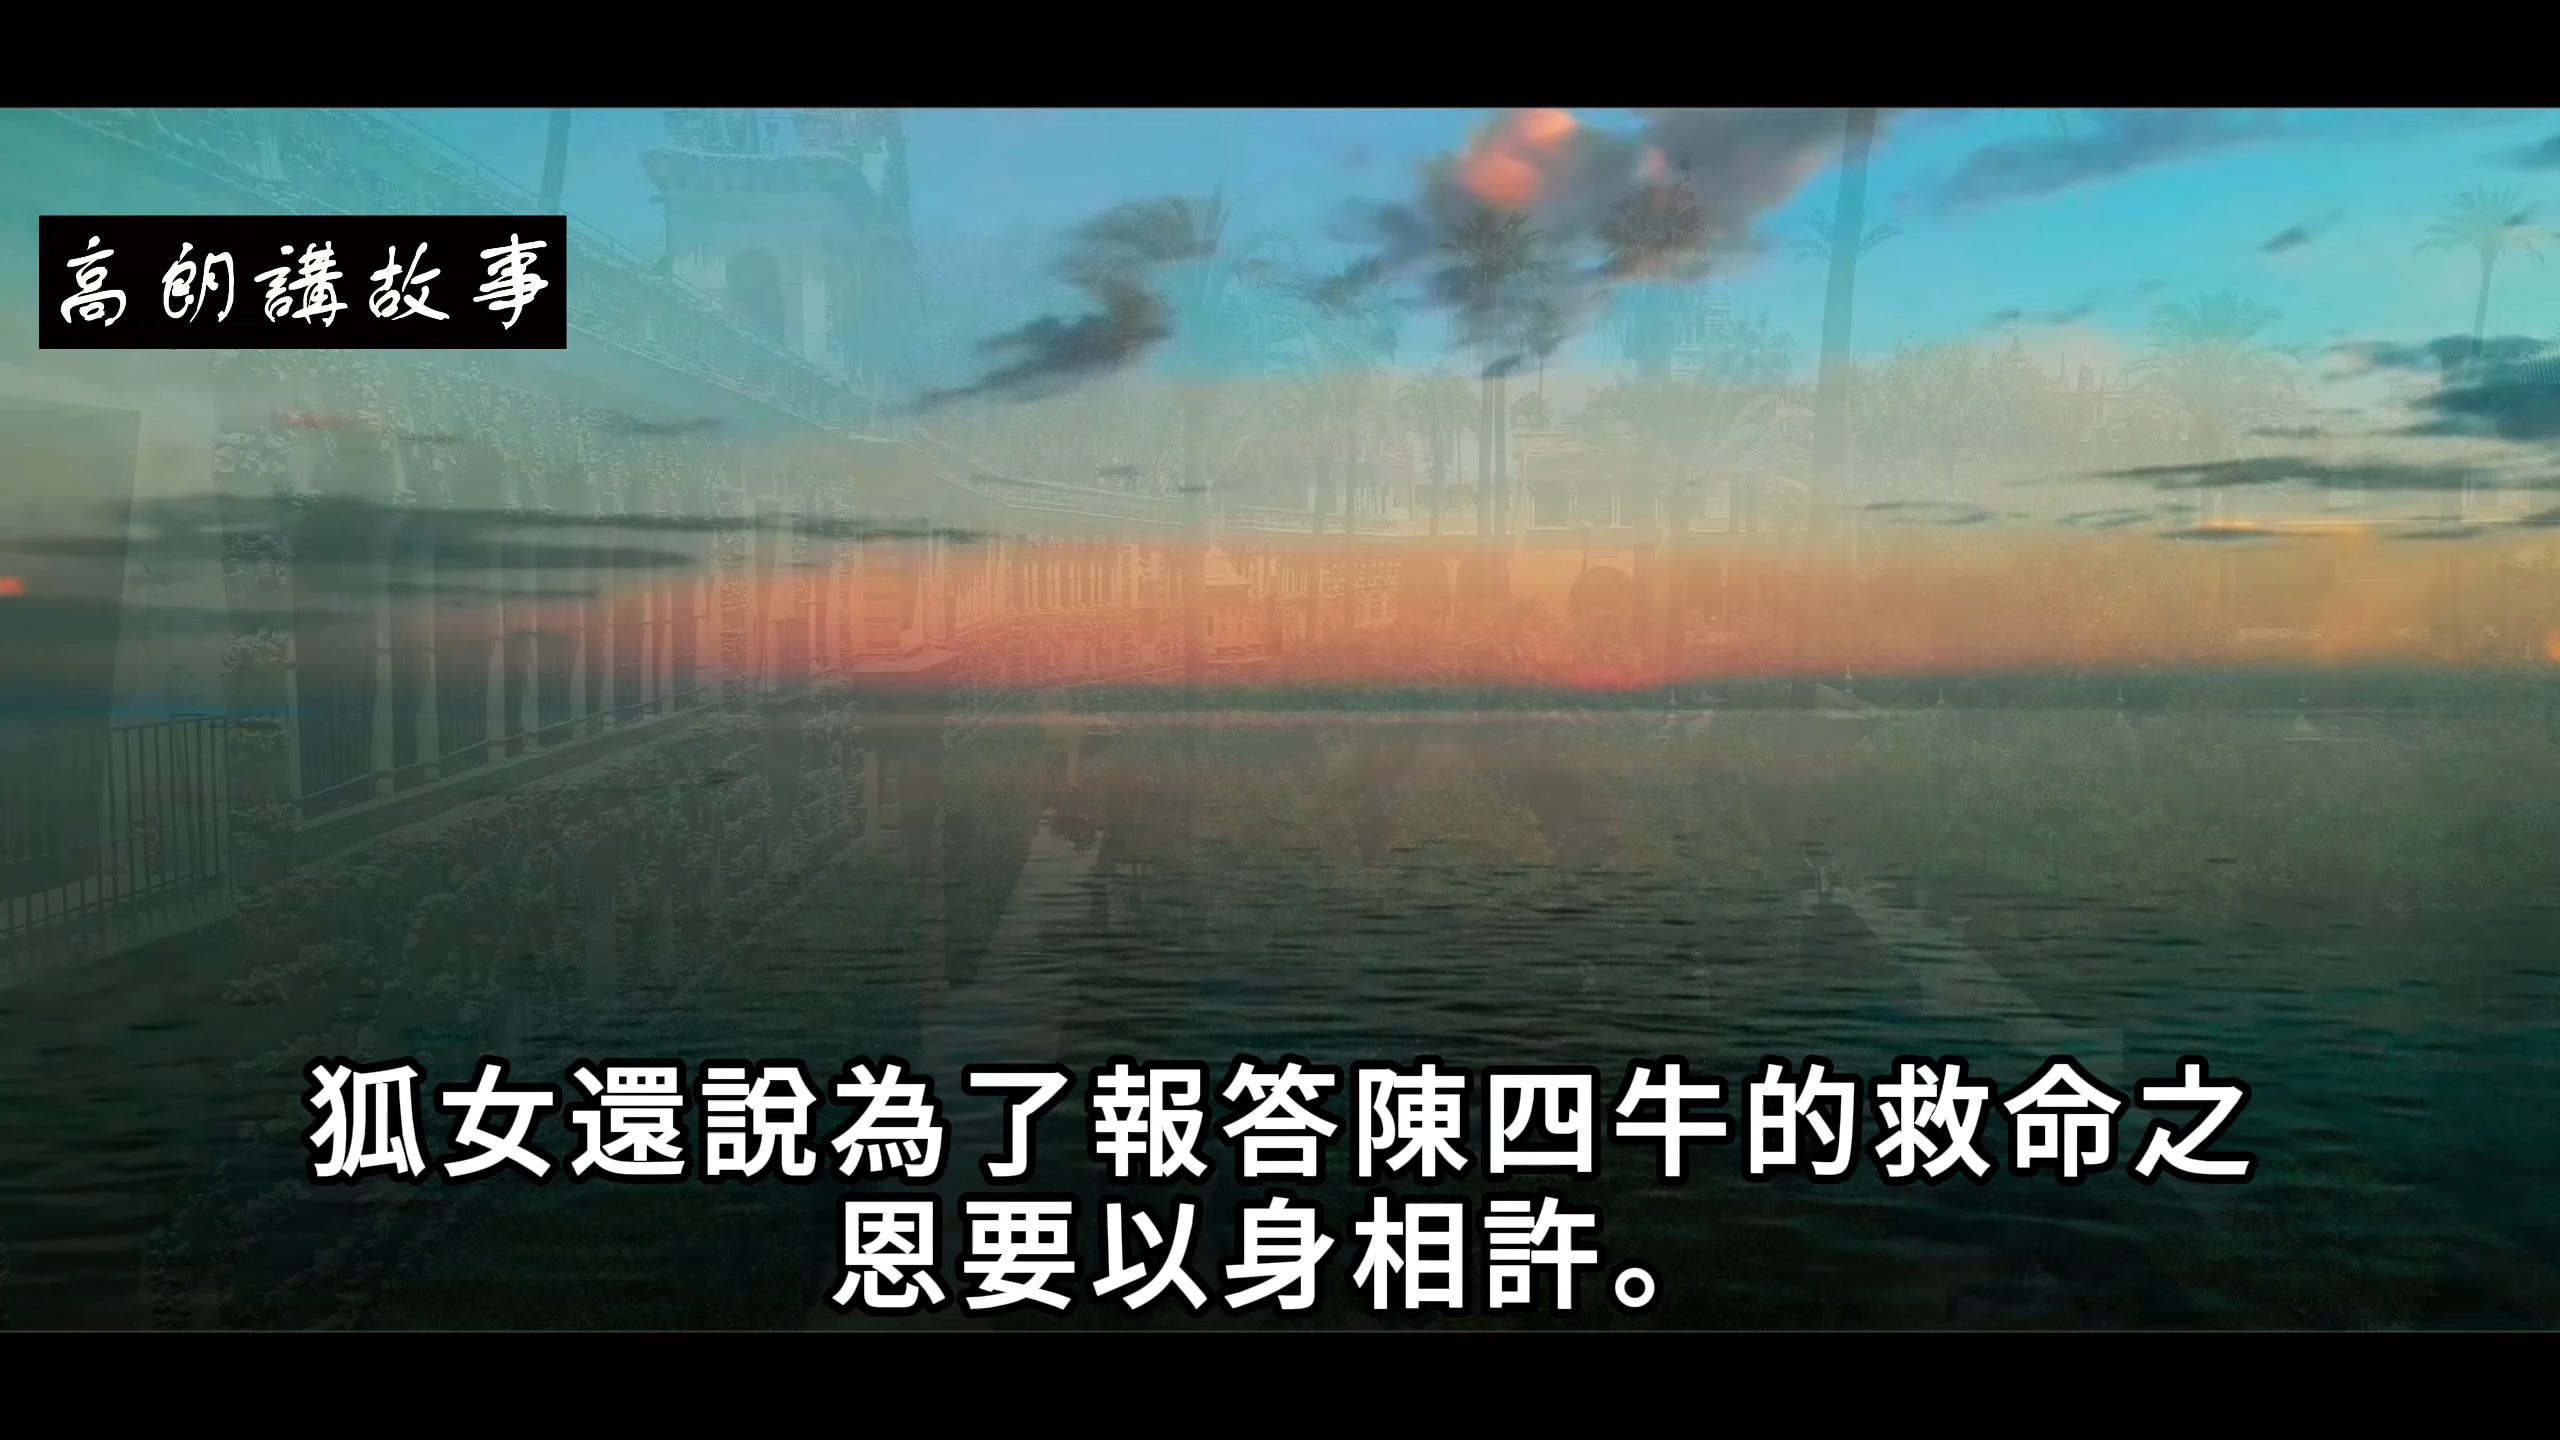 高朗講故事
狐女還說為了報答陳四牛的救命之
恩要以身相許。